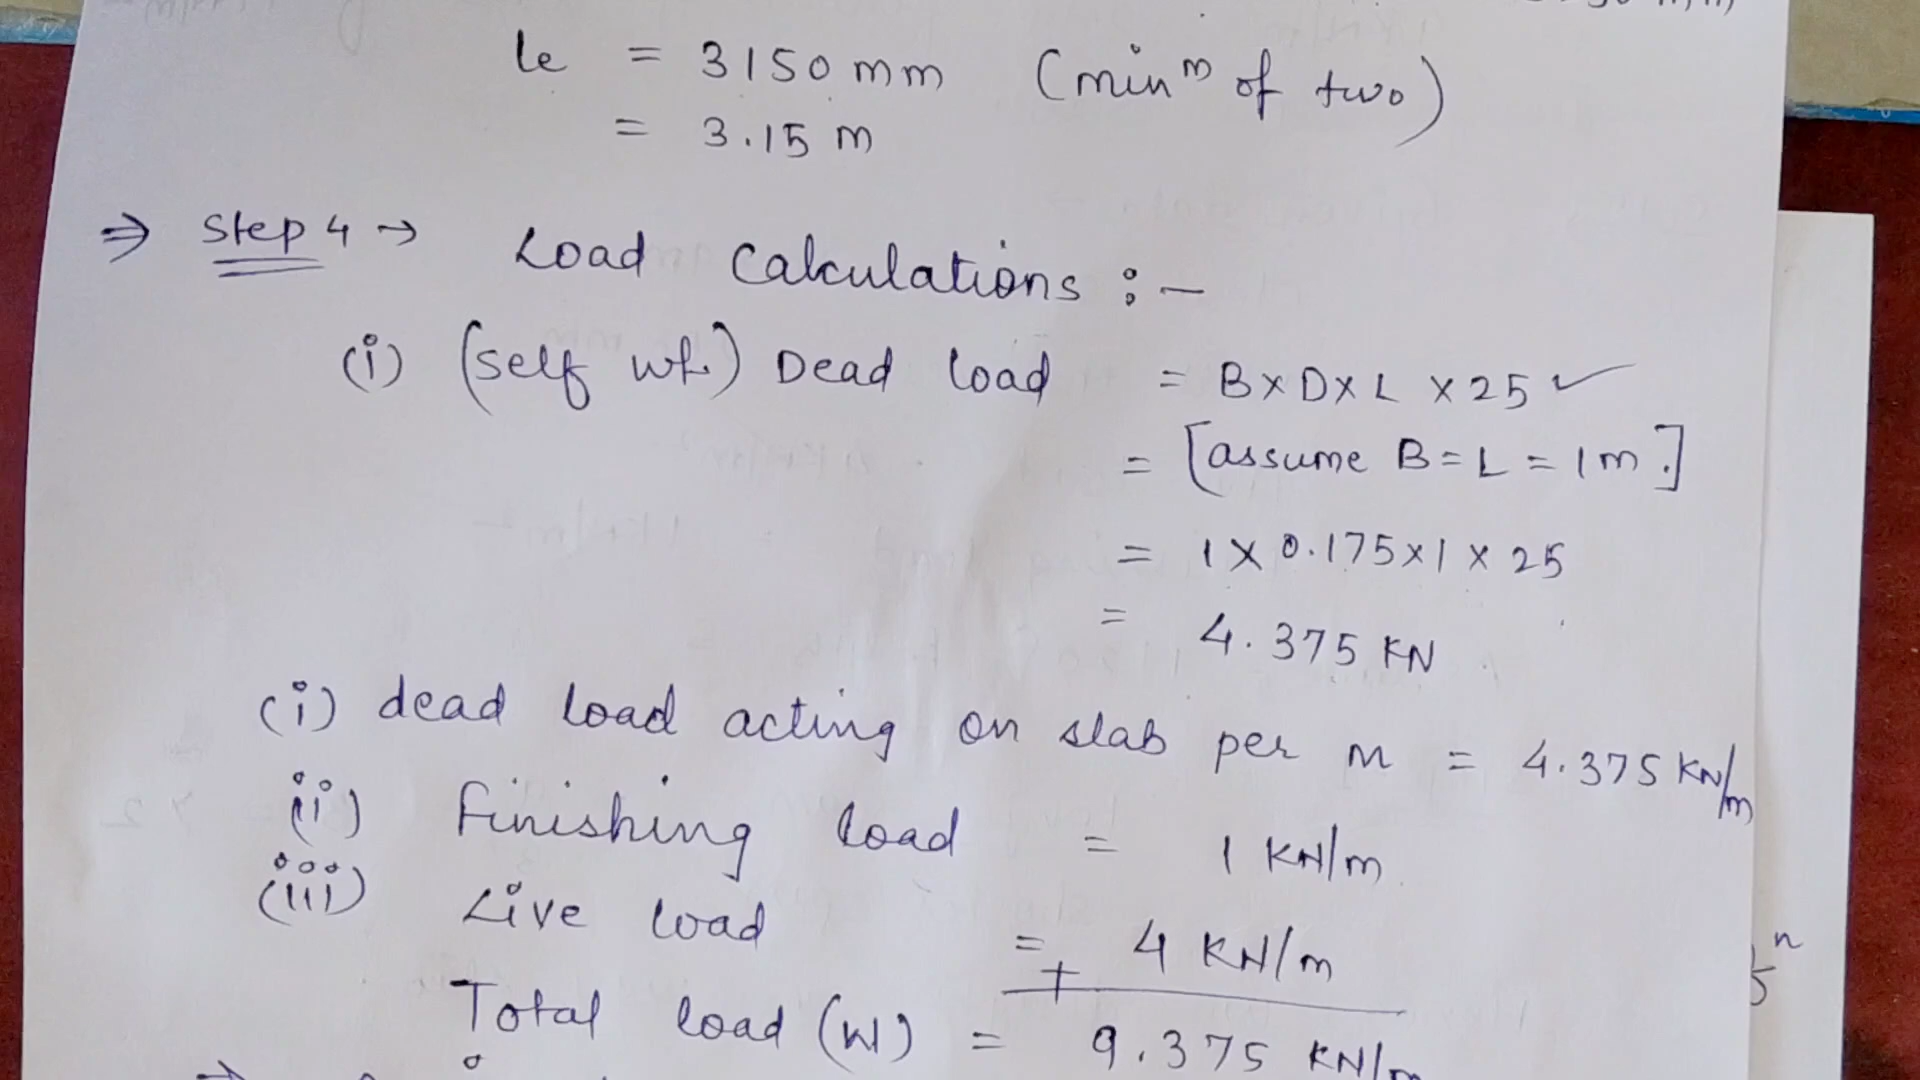 le = 3150 mm (minᵐ of two)
= 3.15 m
⇒ Step 4 → Load Calculations :-
(i) (self wt.) Dead load = B×D×L ×25 ✓
= [assume B=L=1m.]
= 1×0.175×1×25
= 4.375 KN
(i) dead load acting on slab per m = 4.375 KN/m
ii) Finishing load = 1 KN/m
(iii) Live load = 4 KN/m
+
Total load (W) = 9.375 KN/m